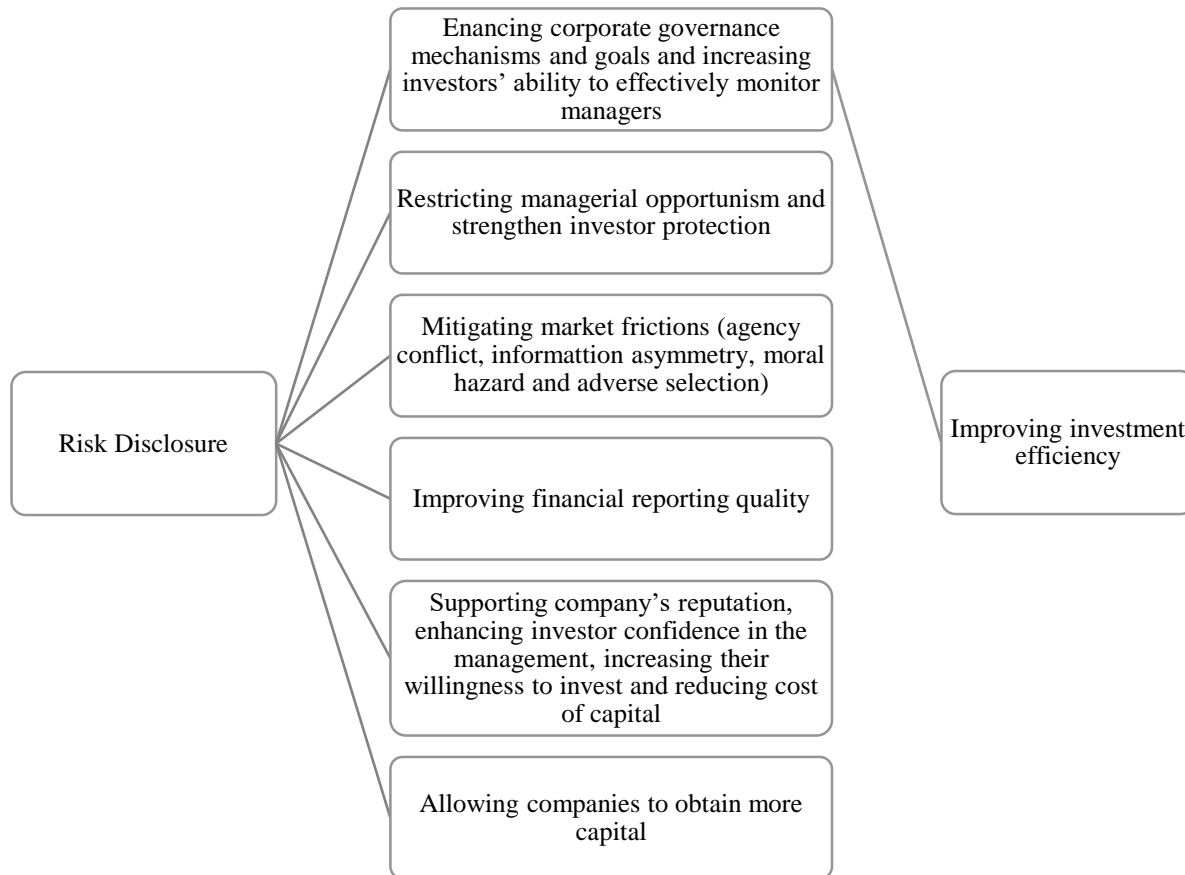 Enancing corporate governance
mechanisms and goals and increasing
investors’ ability to effectively monitor
managers
Restricting managerial opportunism and
strengthen investor protection
Mitigating market frictions (agency
conflict, informattion asymmetry, moral
hazard and adverse selection)
Risk Disclosure
Improving investment
efficiency
Improving financial reporting quality
Supporting company’s reputation,
enhancing investor confidence in the
management, increasing their
willingness to invest and reducing cost
of capital
Allowing companies to obtain more
capital